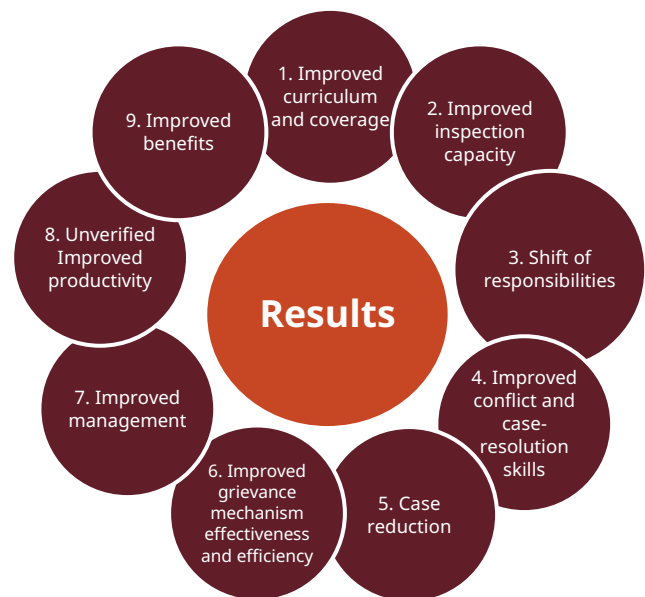 1. Improved
curriculum
and coverage
2. Improved
inspection
capacity
3. Shift of
responsibilities
4. Improved
conflict and
case-
resolution
skills
5. Case
reduction
6. Improved
grievance
mechanism
effectiveness
and efficiency
7. Improved
management
8. Unverified
Improved
productivity
9. Improved
benefits
Results